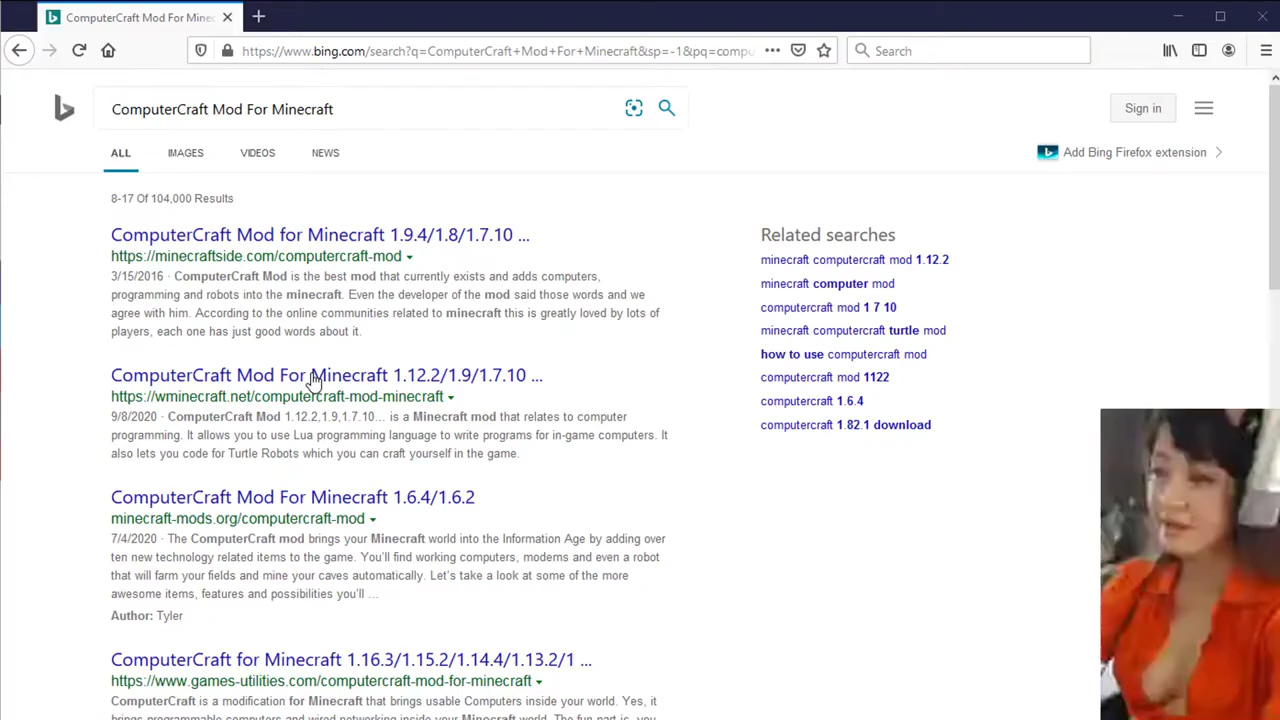 ComputerCraft Mod For Minec
https://www.bing.com/search?q=ComputerCraft+Mod+For+Minecraft&sp=-1&pq=compu
Search
ComputerCraft Mod For Minecraft
Sign in
ALL
IMAGES
VIDEOS
NEWS
Add Bing Firefox extension
8-17 Of 104,000 Results
ComputerCraft Mod for Minecraft 1.9.4/1.8/1.7.10 ...
https://minecraftside.com/computercraft-mod
3/15/2016 · ComputerCraft Mod is the best mod that currently exists and adds computers,
programming and robots into the minecraft. Even the developer of the mod said those words and we
agree with him. According to the online communities related to minecraft this is greatly loved by lots of
players, each one has just good words about it.
ComputerCraft Mod For Minecraft 1.12.2/1.9/1.7.10 ...
https://wminecraft.net/computercraft-mod-minecraft
9/8/2020 · ComputerCraft Mod 1.12.2,1.9,1.7.10... is a Minecraft mod that relates to computer
programming. It allows you to use Lua programming language to write programs for in-game computers. It
also lets you code for Turtle Robots which you can craft yourself in the game.
ComputerCraft Mod For Minecraft 1.6.4/1.6.2
minecraft-mods.org/computercraft-mod
7/4/2020 · The ComputerCraft mod brings your Minecraft world into the Information Age by adding over
ten new technology related items to the game. You'll find working computers, modems and even a robot
that will farm your fields and mine your caves automatically. Let's take a look at some of the more
awesome items, features and possibilities you'll ...
Author: Tyler
ComputerCraft for Minecraft 1.16.3/1.15.2/1.14.4/1.13.2/1 ...
https://www.games-utilities.com/computercraft-mod-for-minecraft
ComputerCraft is a modification for Minecraft that brings usable Computers inside your world. Yes, it
brings programmable computers and wired networking inside your Minecraft world. The fun part is, you
Related searches
minecraft computercraft mod 1.12.2
minecraft computer mod
computercraft mod 1 7 10
minecraft computercraft turtle mod
how to use computercraft mod
computercraft mod 1122
computercraft 1.6.4
computercraft 1.82.1 download